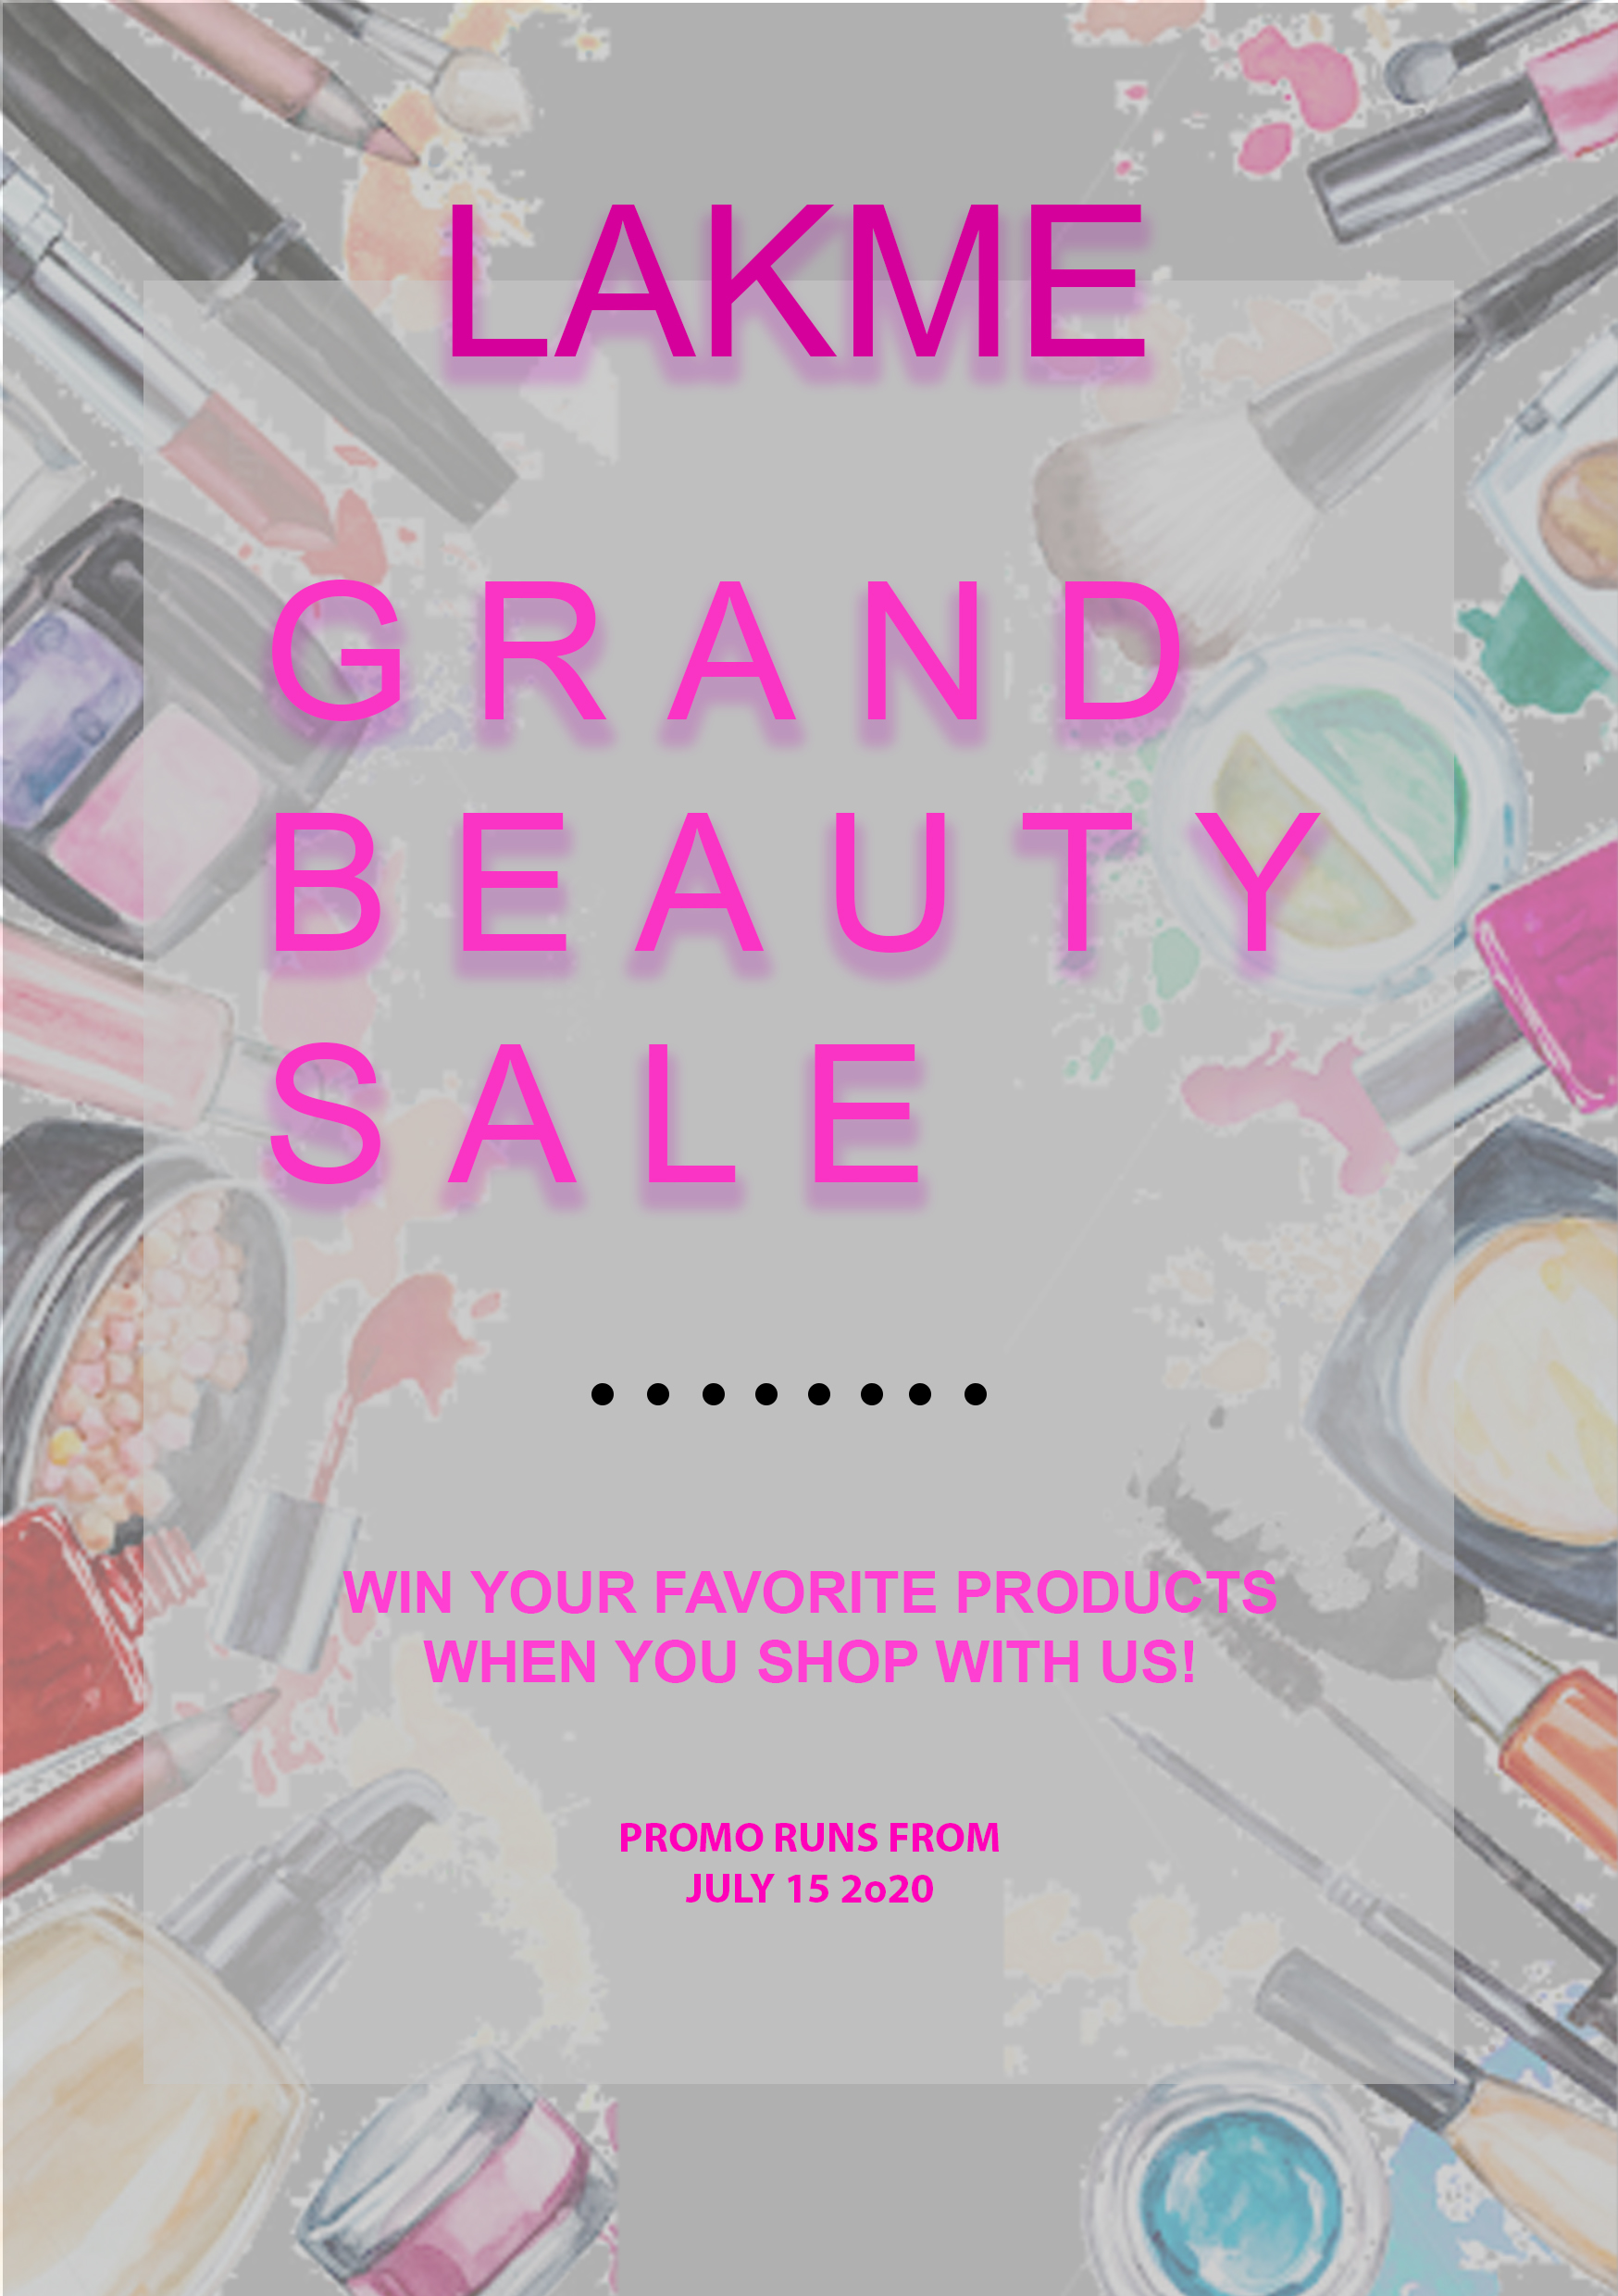 LAKME
GRAND
BEAUTY
SALE
WIN YOUR FAVORITE PRODUCTS
WHEN YOU SHOP WITH US!
PROMO RUNS FROM
JULY 15 2o20